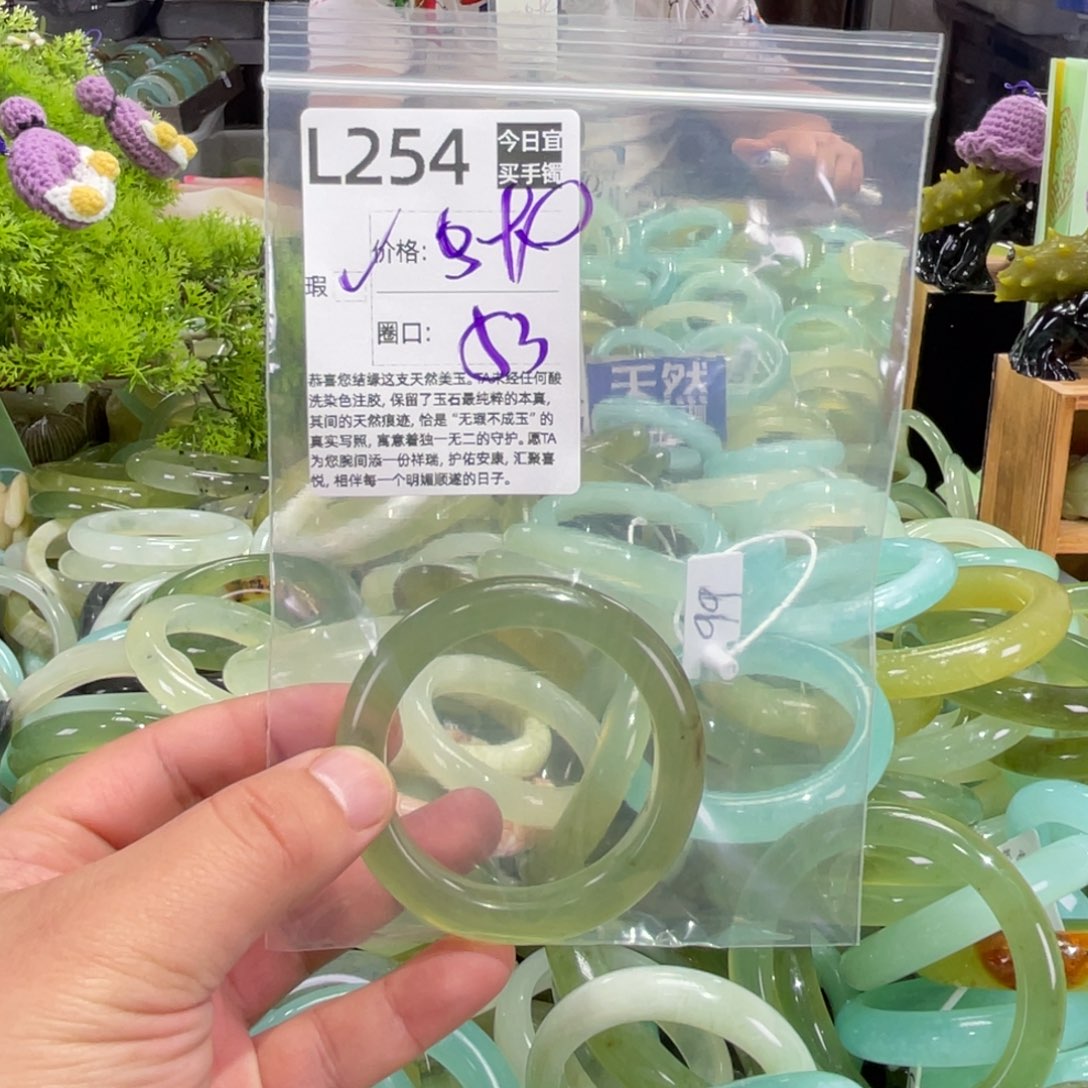 L254
今日宜
买手镯
价格:
瑕
圈口: 53
恭喜您结缘这支天然美玉。TA未经任何酸
洗染色注胶, 保留了玉石最纯粹的本真,
其间的天然痕迹, 恰是“无瑕不成玉”的
真实写照, 寓意着独一无二的守护。愿TA
为您腕间添一份祥瑞, 护佑安康, 汇聚喜
悦, 相伴每一个明媚顺遂的日子。
天然
99